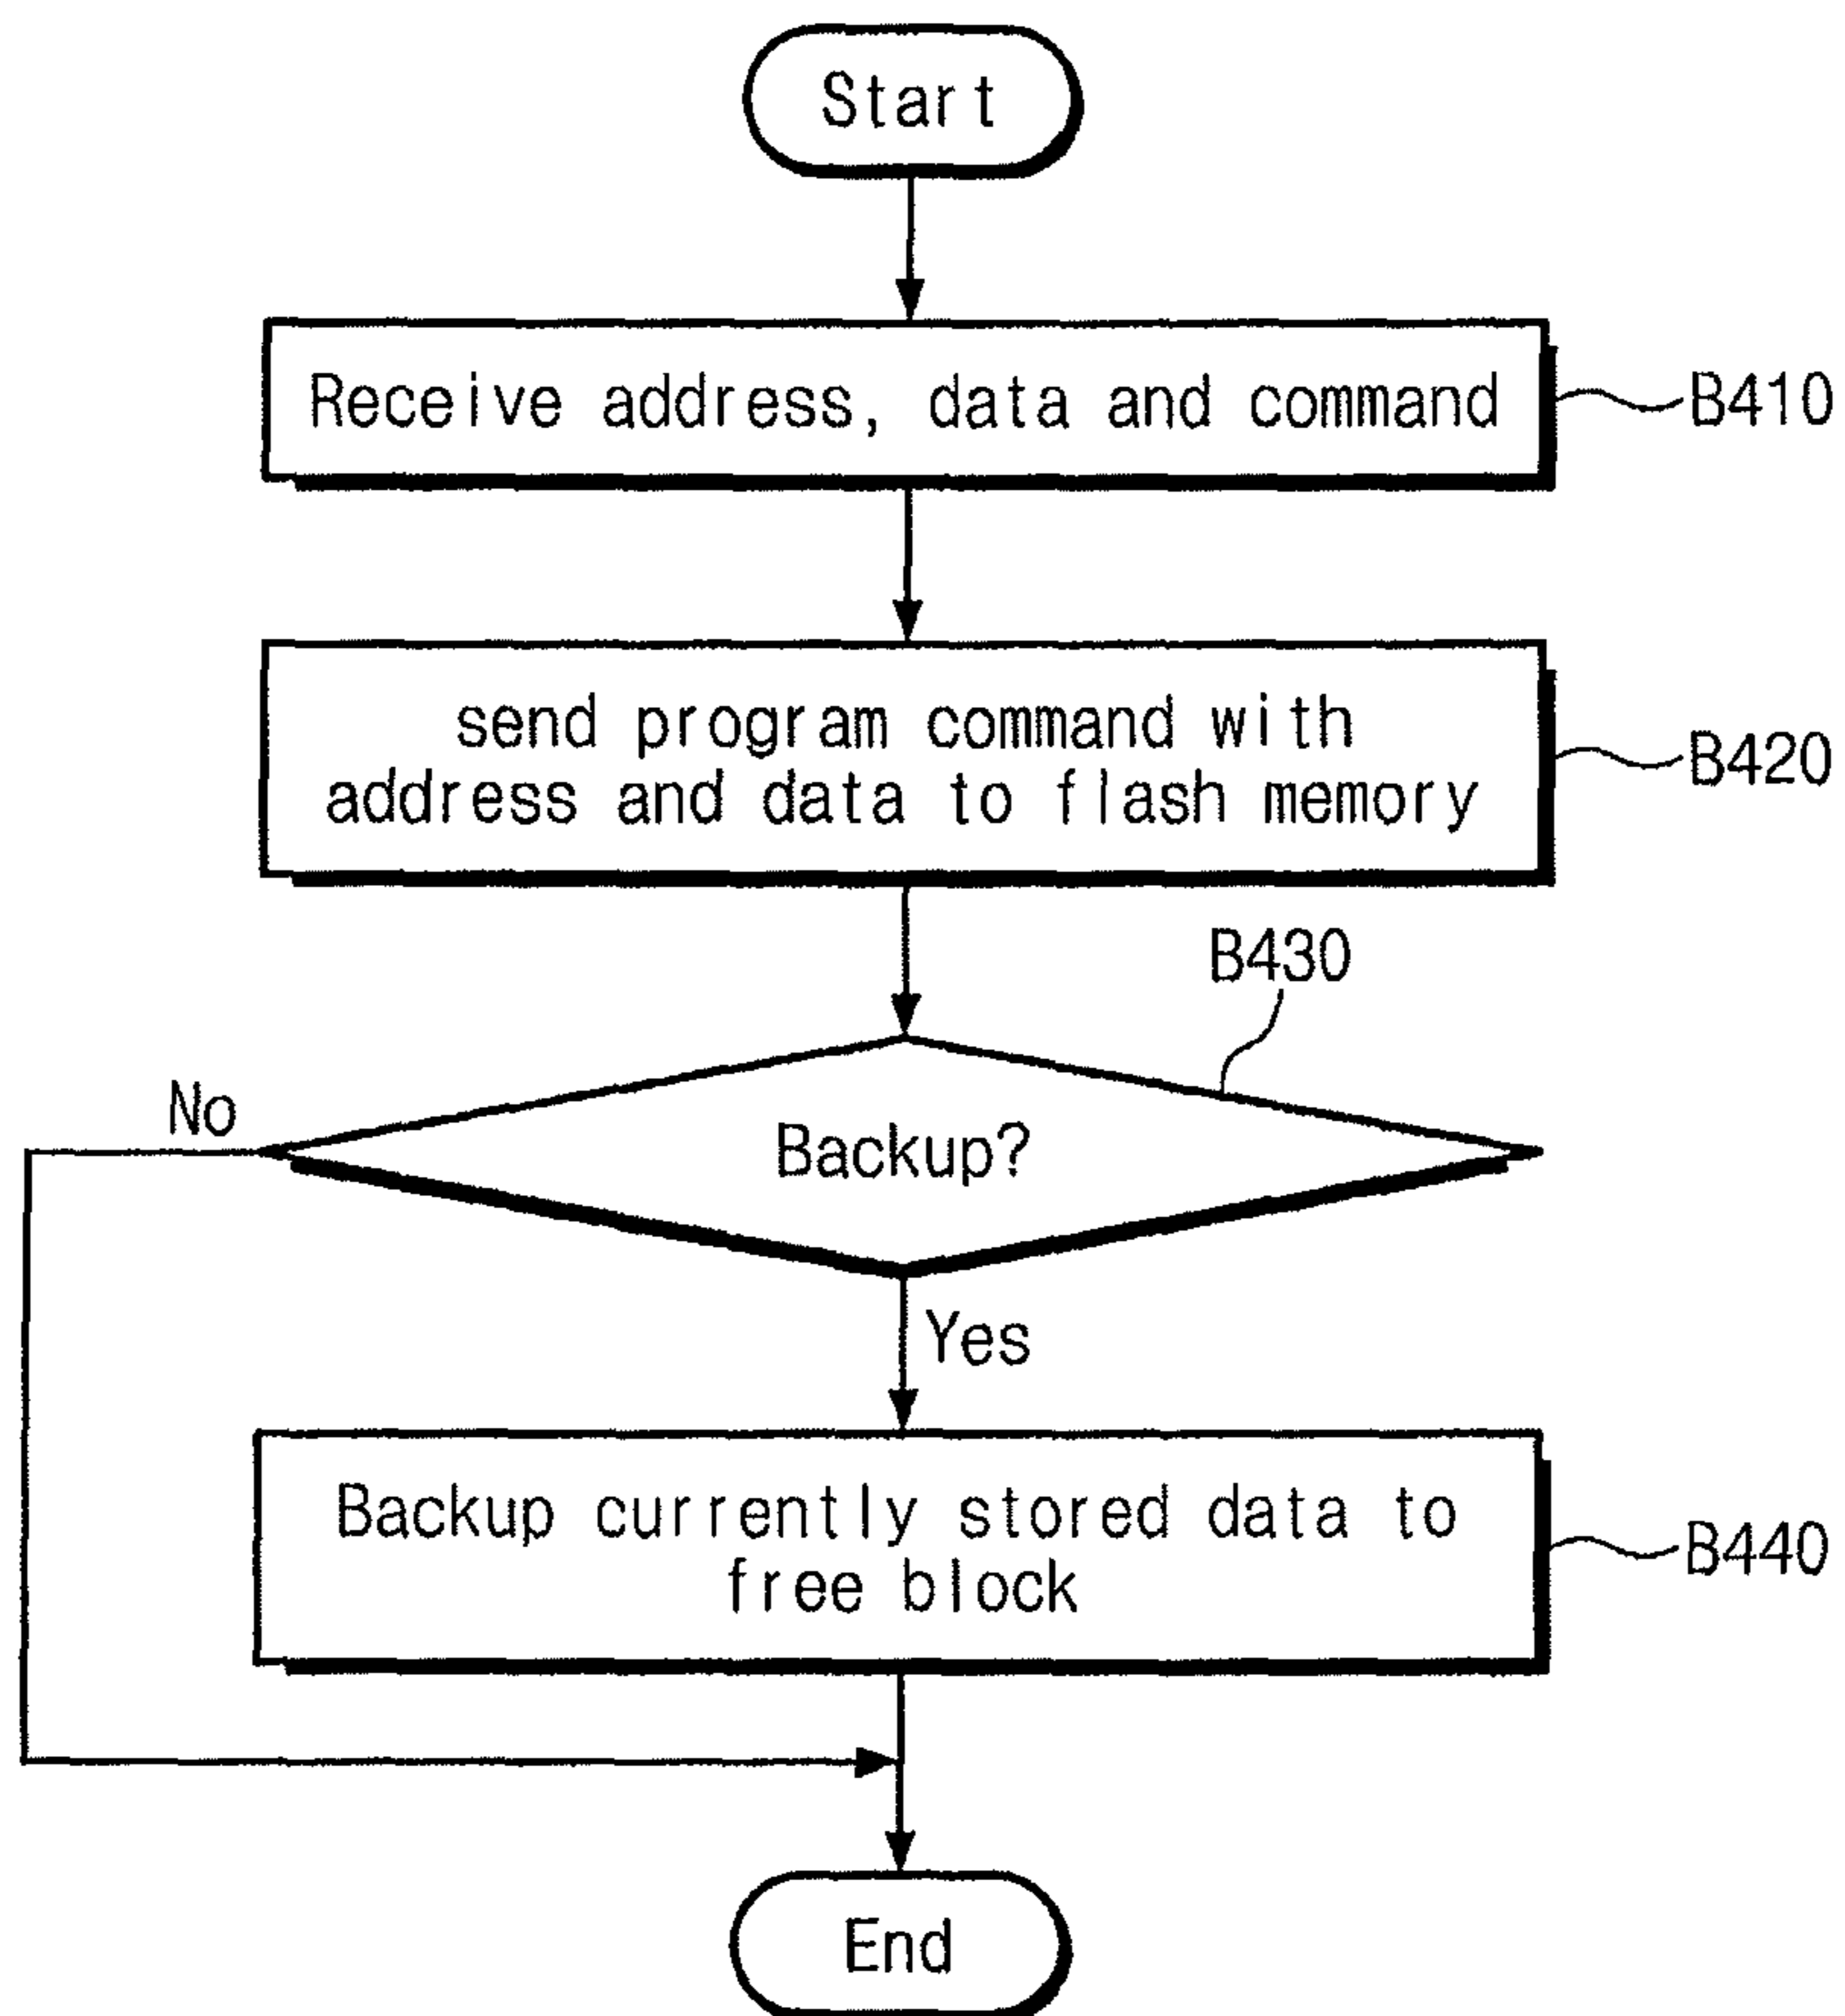 Start
Receive address, data and command
B410
send program command with
address and data to flash memory
B420
B430
No
Backup?
Yes
Backup currently stored data to
free block
B440
End